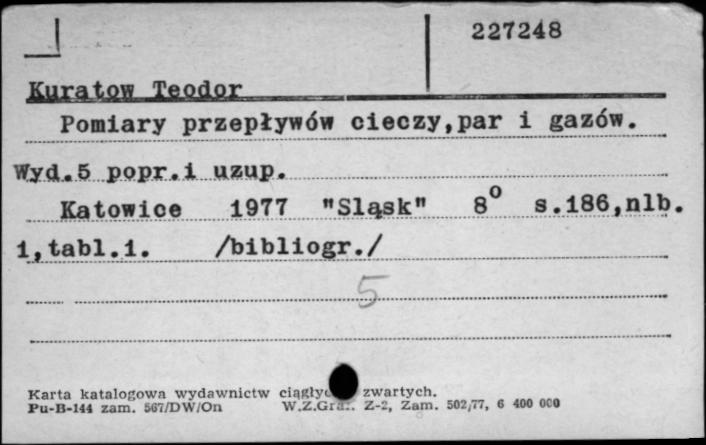 227248
Kuratow Teodor
Pomiary przepływów cieczy,par i gazów.
Wyd.5 popr.i uzup.
Katowice 1977 "Sląsk" 8° s.186,nlb.
1,tabl.1. /bibliogr./
5
Karta katalogowa wydawnictw zwartych.
Pu-B-144 zam. 567/DW/On W.Z.Graf. Z-2, Zam. 502/77, 6 400 000